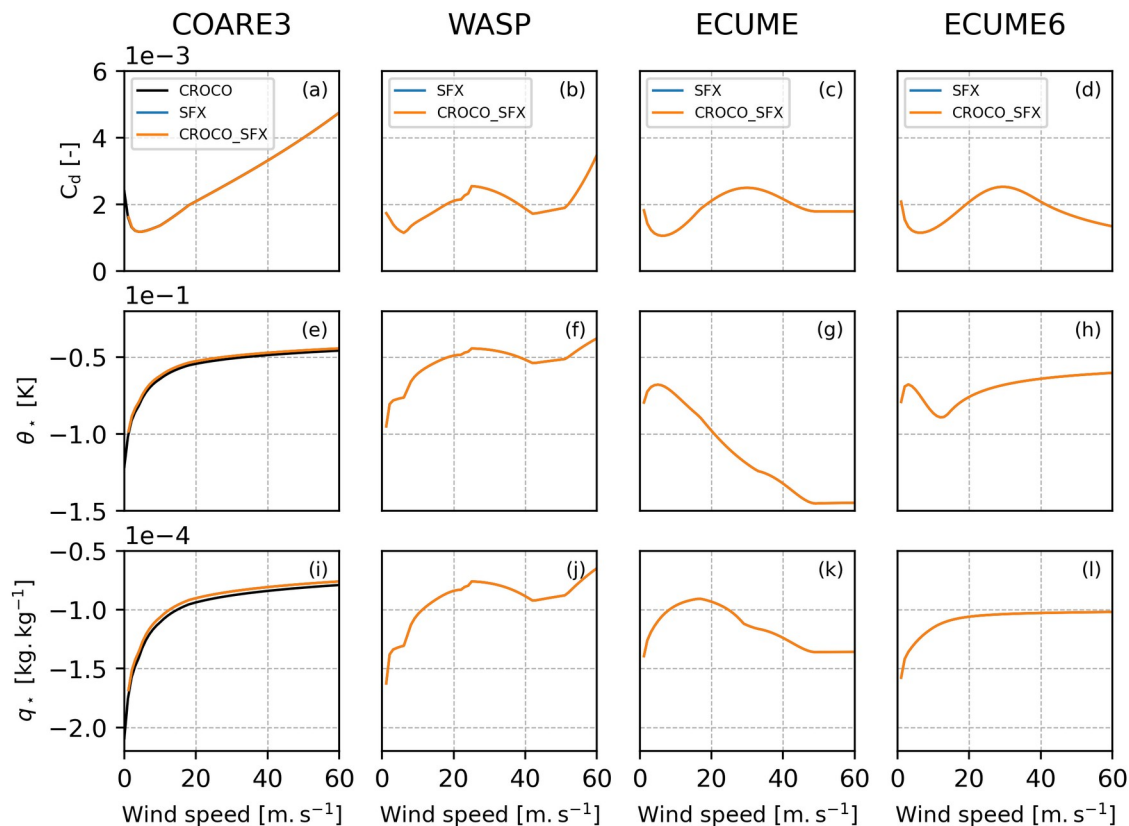 COARE3 WASP ECUME ECUME6
1e−3
6
4
2
0
C_d [-]
CROCO
SFX
CROCO_SFX
(a)
SFX
CROCO_SFX
(b)
SFX
CROCO_SFX
(c)
SFX
CROCO_SFX
(d)
1e−1
−0.5
−1.0
−1.5
θ⋆ [K]
(e) (f) (g) (h)
1e−4
−0.5
−1.0
−1.5
−2.0
q⋆ [kg. kg⁻¹]
(i) (j) (k) (l)
0 20 40 60 0 20 40 60 0 20 40 60 0 20 40 60
Wind speed [m. s⁻¹] Wind speed [m. s⁻¹] Wind speed [m. s⁻¹] Wind speed [m. s⁻¹]